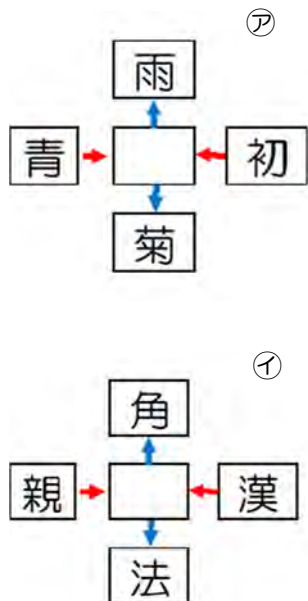 ㋐
雨
青 初
菊
㋑
角
親 漢
法